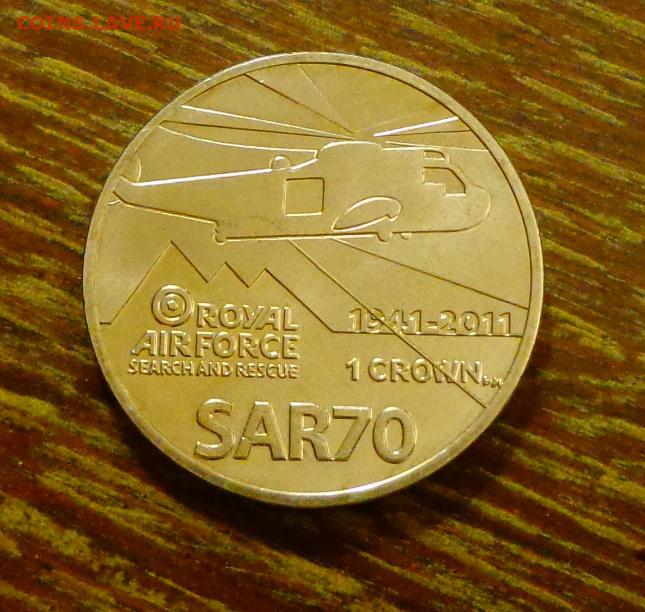 coins.lave.ru
ROYAL
AIR FORCE
SEARCH AND RESCUE
1941-2011
1 CROWN
SAR70